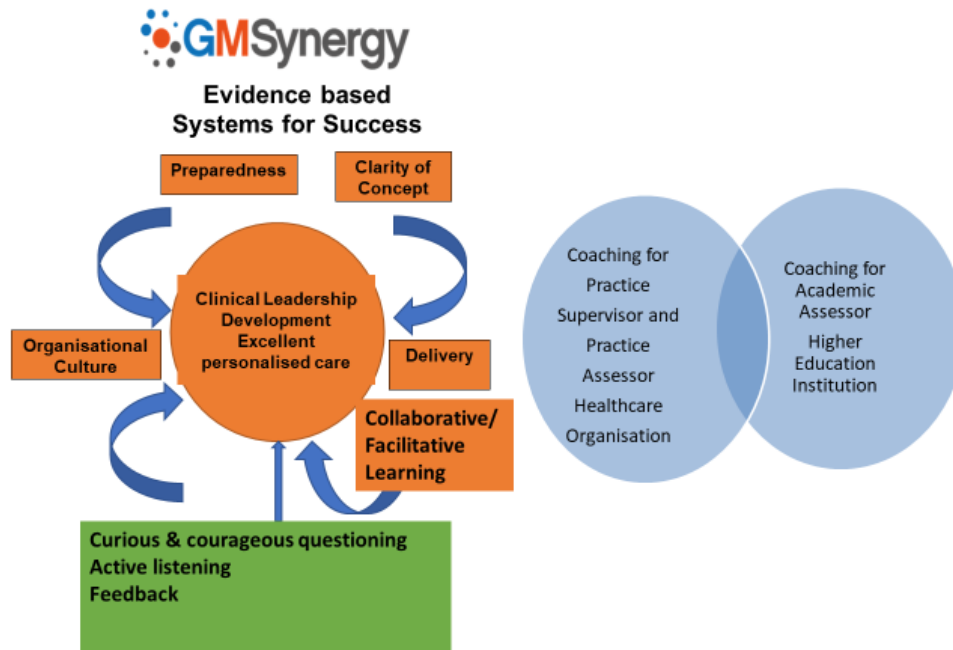 GMSynergy
Evidence based
Systems for Success
Preparedness
Clarity of
Concept
Clinical Leadership
Development
Excellent
personalised care
Organisational
Culture
Delivery
Collaborative/
Facilitative
Learning
Curious & courageous questioning
Active listening
Feedback
Coaching for
Practice
Supervisor and
Practice
Assessor
Healthcare
Organisation
Coaching for
Academic
Assessor
Higher
Education
Institution